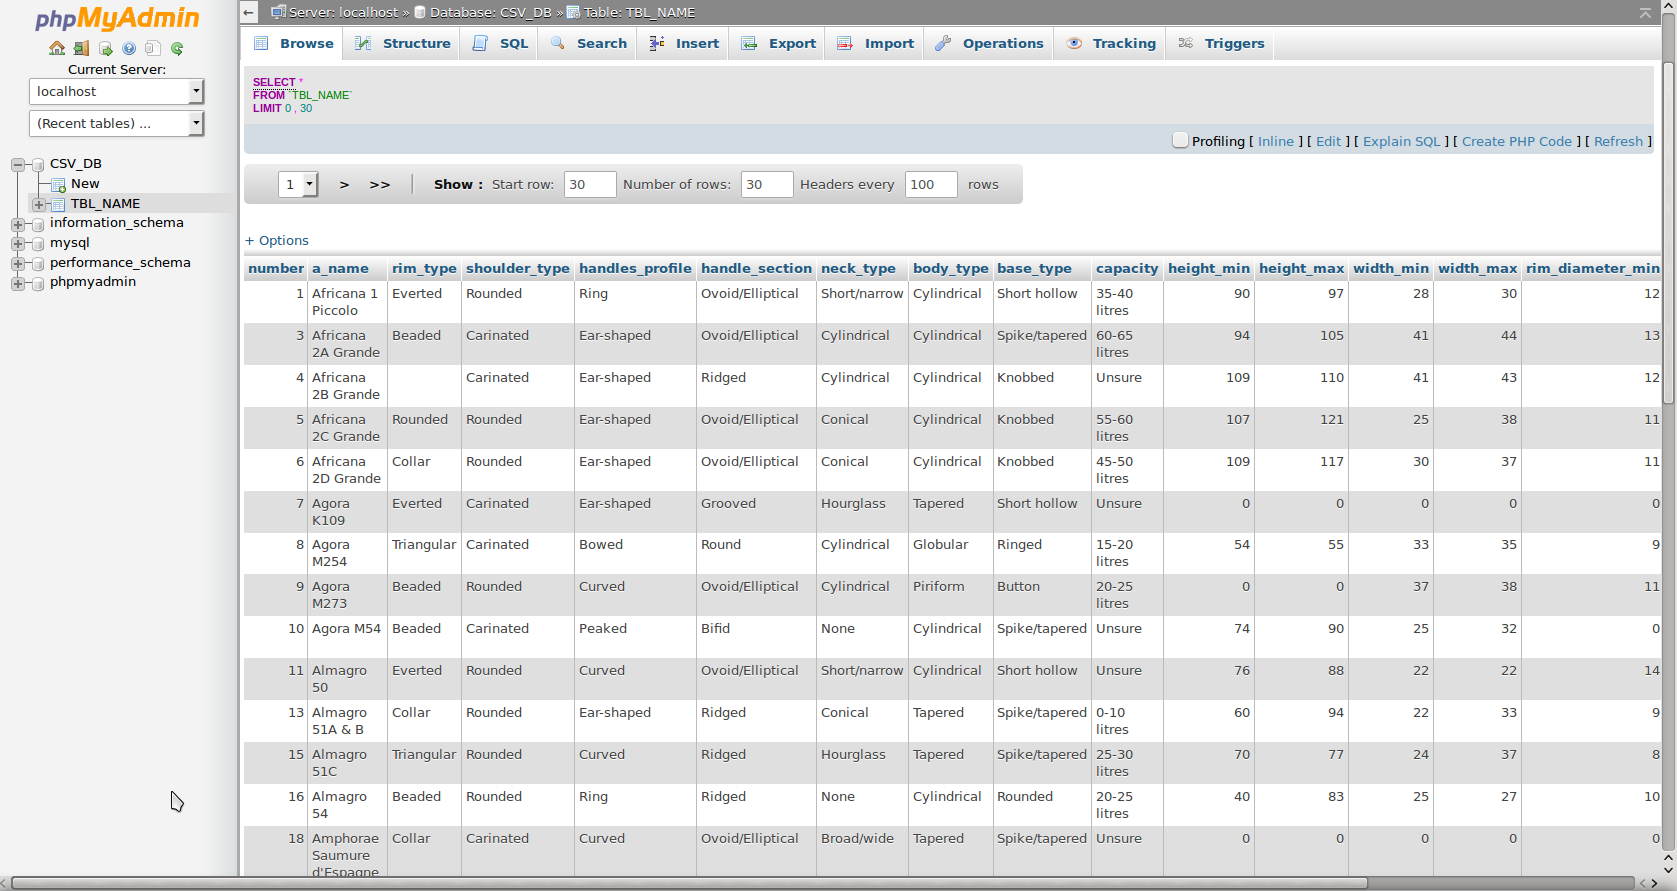 phpMyAdmin
Current Server:
localhost
(Recent tables) ...
CSV_DB
New
TBL_NAME
information_schema
mysql
performance_schema
phpmyadmin
← Server: localhost » Database: CSV_DB » Table: TBL_NAME
Browse Structure SQL Search Insert Export Import Operations Tracking Triggers
SELECT *
FROM `TBL_NAME`
LIMIT 0 , 30
Profiling [ Inline ] [ Edit ] [ Explain SQL ] [ Create PHP Code ] [ Refresh ]
1 > >> | Show : Start row: 30 Number of rows: 30 Headers every 100 rows
+ Options
number a_name rim_type shoulder_type handles_profile handle_section neck_type body_type base_type capacity height_min height_max width_min width_max rim_diameter_min
1 Africana 1 Everted Rounded Ring Ovoid/Elliptical Short/narrow Cylindrical Short hollow 35-40 90 97 28 30 12
Piccolo litres
3 Africana Beaded Carinated Ear-shaped Ovoid/Elliptical Cylindrical Cylindrical Spike/tapered 60-65 94 105 41 44 13
2A Grande litres
4 Africana Carinated Ear-shaped Ridged Cylindrical Cylindrical Knobbed Unsure 109 110 41 43 12
2B Grande
5 Africana Rounded Rounded Ear-shaped Ovoid/Elliptical Conical Cylindrical Knobbed 55-60 107 121 25 38 11
2C Grande litres
6 Africana Collar Rounded Ear-shaped Ovoid/Elliptical Conical Cylindrical Knobbed 45-50 109 117 30 37 11
2D Grande litres
7 Agora Everted Carinated Ear-shaped Grooved Hourglass Tapered Short hollow Unsure 0 0 0 0 0
K109
8 Agora Triangular Carinated Bowed Round Cylindrical Globular Ringed 15-20 54 55 33 35 9
M254 litres
9 Agora Beaded Rounded Curved Ovoid/Elliptical Cylindrical Piriform Button 20-25 0 0 37 38 11
M273 litres
10 Agora M54 Beaded Carinated Peaked Bifid None Cylindrical Spike/tapered Unsure 74 90 25 32 0
11 Almagro Everted Rounded Curved Ovoid/Elliptical Short/narrow Cylindrical Short hollow Unsure 76 88 22 22 14
50
13 Almagro Collar Rounded Ear-shaped Ridged Conical Tapered Spike/tapered 0-10 60 94 22 33 9
51A & B litres
15 Almagro Triangular Rounded Curved Ridged Hourglass Tapered Spike/tapered 25-30 70 77 24 37 8
51C litres
16 Almagro Beaded Rounded Ring Ridged None Cylindrical Rounded 20-25 40 83 25 27 10
54 litres
18 Amphorae Collar Carinated Curved Ovoid/Elliptical Broad/wide Tapered Spike/tapered Unsure 0 0 0 0 0
Saumure
d'Espagne